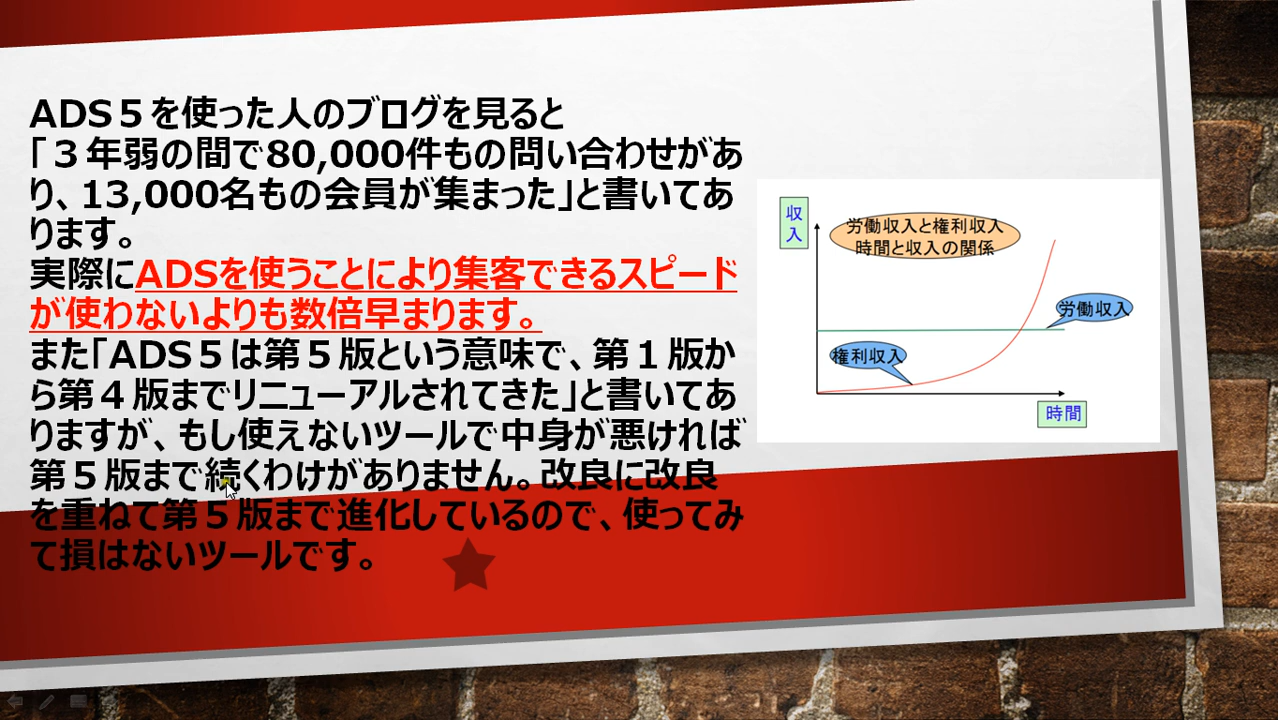 ADS５を使った人のブログを見ると
「３年弱の間で80,000件もの問い合わせがあ
り、13,000名もの会員が集まった」と書いてあ
ります。
実際にADSを使うことにより集客できるスピード
が使わないよりも数倍早まります。
また「ADS５は第５版という意味で、第１版か
ら第４版までリニューアルされてきた」と書いてあ
りますが、もし使えないツールで中身が悪ければ
第５版まで続くわけがありません。改良に改良
を重ねて第５版まで進化しているので、使ってみ
て損はないツールです。
収
入
労働収入と権利収入
時間と収入の関係
労働収入
権利収入
時間